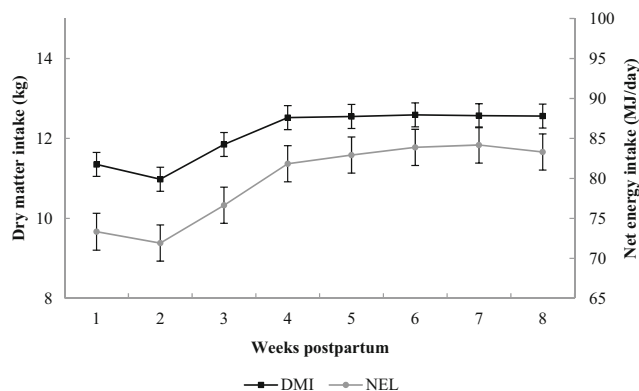 Dry matter intake (kg)
14
12
10
8
100
95
90
85
80
75
70
65
Net energy intake (MJ/day)
1 2 3 4 5 6 7 8
Weeks postpartum
DMI NEL